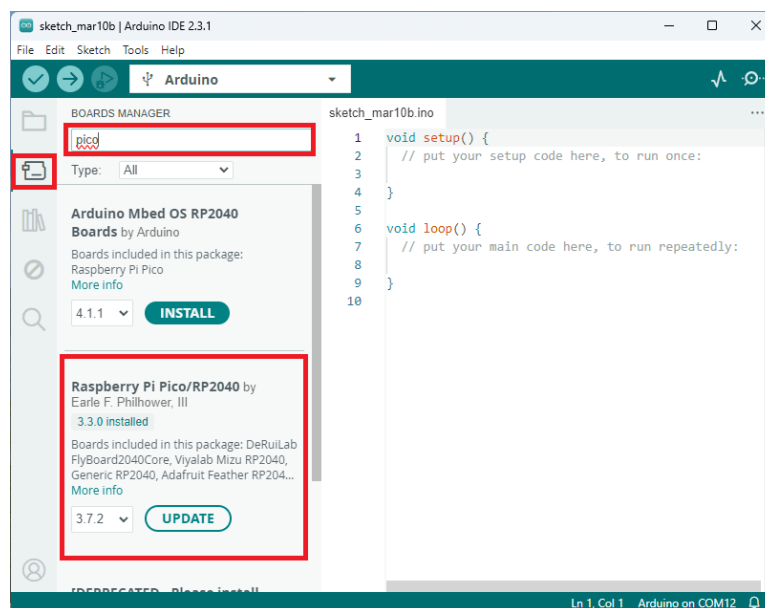 sketch_mar10b | Arduino IDE 2.3.1
File Edit Sketch Tools Help
Arduino
BOARDS MANAGER
pico
Type: All
Arduino Mbed OS RP2040
Boards by Arduino
Boards included in this package:
Raspberry Pi Pico
More info
4.1.1 INSTALL
Raspberry Pi Pico/RP2040 by
Earle F. Philhower, III
3.3.0 installed
Boards included in this package: DeRuiLab
FlyBoard2040Core, Viyalab Mizu RP2040,
Generic RP2040, Adafruit Feather RP204...
More info
3.7.2 UPDATE
[DEPRECATED - Please install
sketch_mar10b.ino
1 void setup() {
2 // put your setup code here, to run once:
3
4 }
5
6 void loop() {
7 // put your main code here, to run repeatedly:
8
9 }
10
Ln 1, Col 1 Arduino on COM12